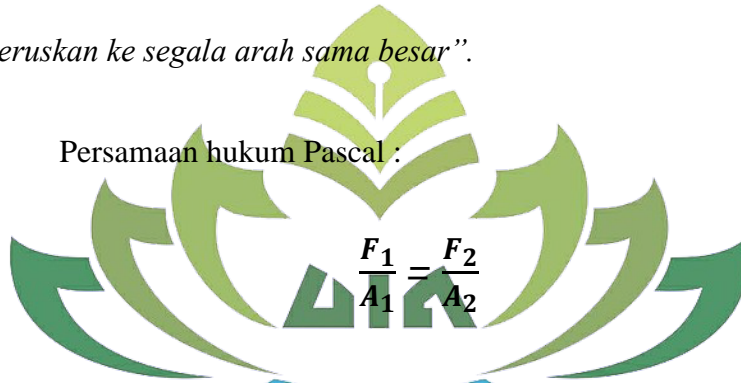 eruskan ke segala arah sama besar”.
Persamaan hukum Pascal :
F₁/A₁ = F₂/A₂